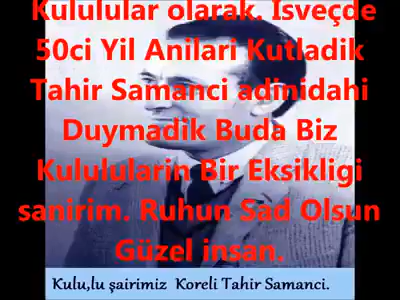 Kulullular olarak. Isveçde
50ci Yil Anilari Kutladik
Tahir Samanci adinidahi
Duymadik Buda Biz
Kulululularin Bir Eksikligi
sanirim. Ruhun Sad Olsun
Güzel insan.
Kulu,lu şairimiz Koreli Tahir Samanci.